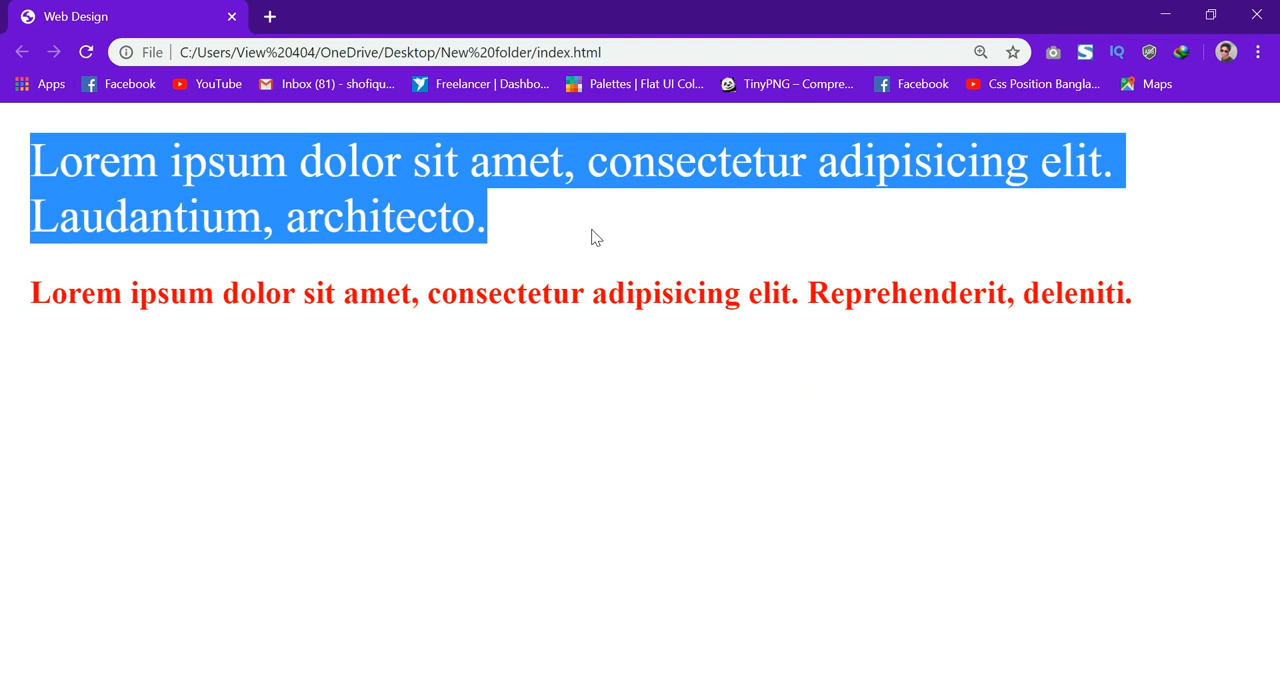 Web Design
File C:/Users/View%20404/OneDrive/Desktop/New%20folder/index.html
Apps Facebook YouTube Inbox (81) - shofiqu... Freelancer | Dashbo... Palettes | Flat UI Col... TinyPNG – Compre... Facebook Css Position Bangla... Maps
Lorem ipsum dolor sit amet, consectetur adipisicing elit.
Laudantium, architecto.
Lorem ipsum dolor sit amet, consectetur adipisicing elit. Reprehenderit, deleniti.